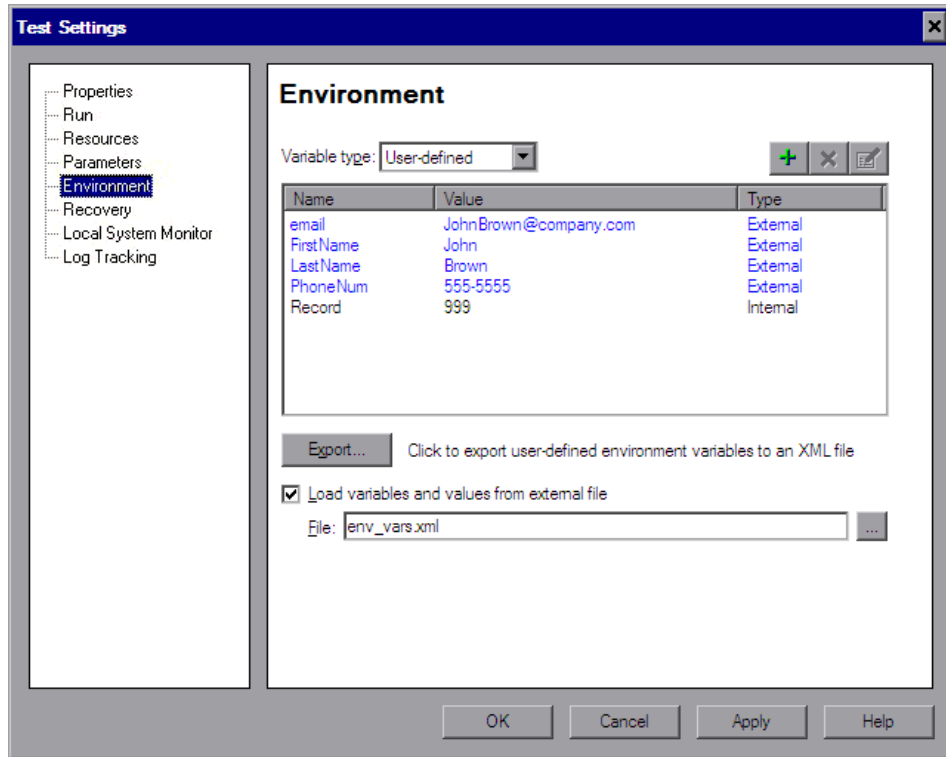 Test Settings
Properties
Run
Resources
Parameters
Environment
Recovery
Local System Monitor
Log Tracking
Environment
Variable type: User-defined
Name Value Type
email JohnBrown@company.com External
FirstName John External
LastName Brown External
PhoneNum 555-5555 External
Record 999 Internal
Export... Click to export user-defined environment variables to an XML file
Load variables and values from external file
File: env_vars.xml ...
OK Cancel Apply Help